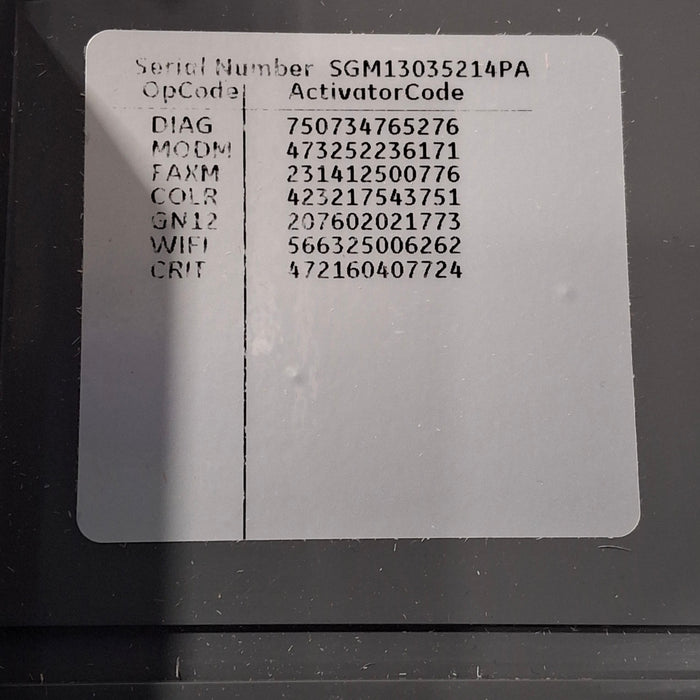 Serial Number SGM13035214PA
OpCode ActivatorCode
DIAG 750734765276
MODM 473252236171
FAXM 231412500776
COLR 423217543751
GN12 207602021773
WIFI 566325006262
CRIT 472160407724